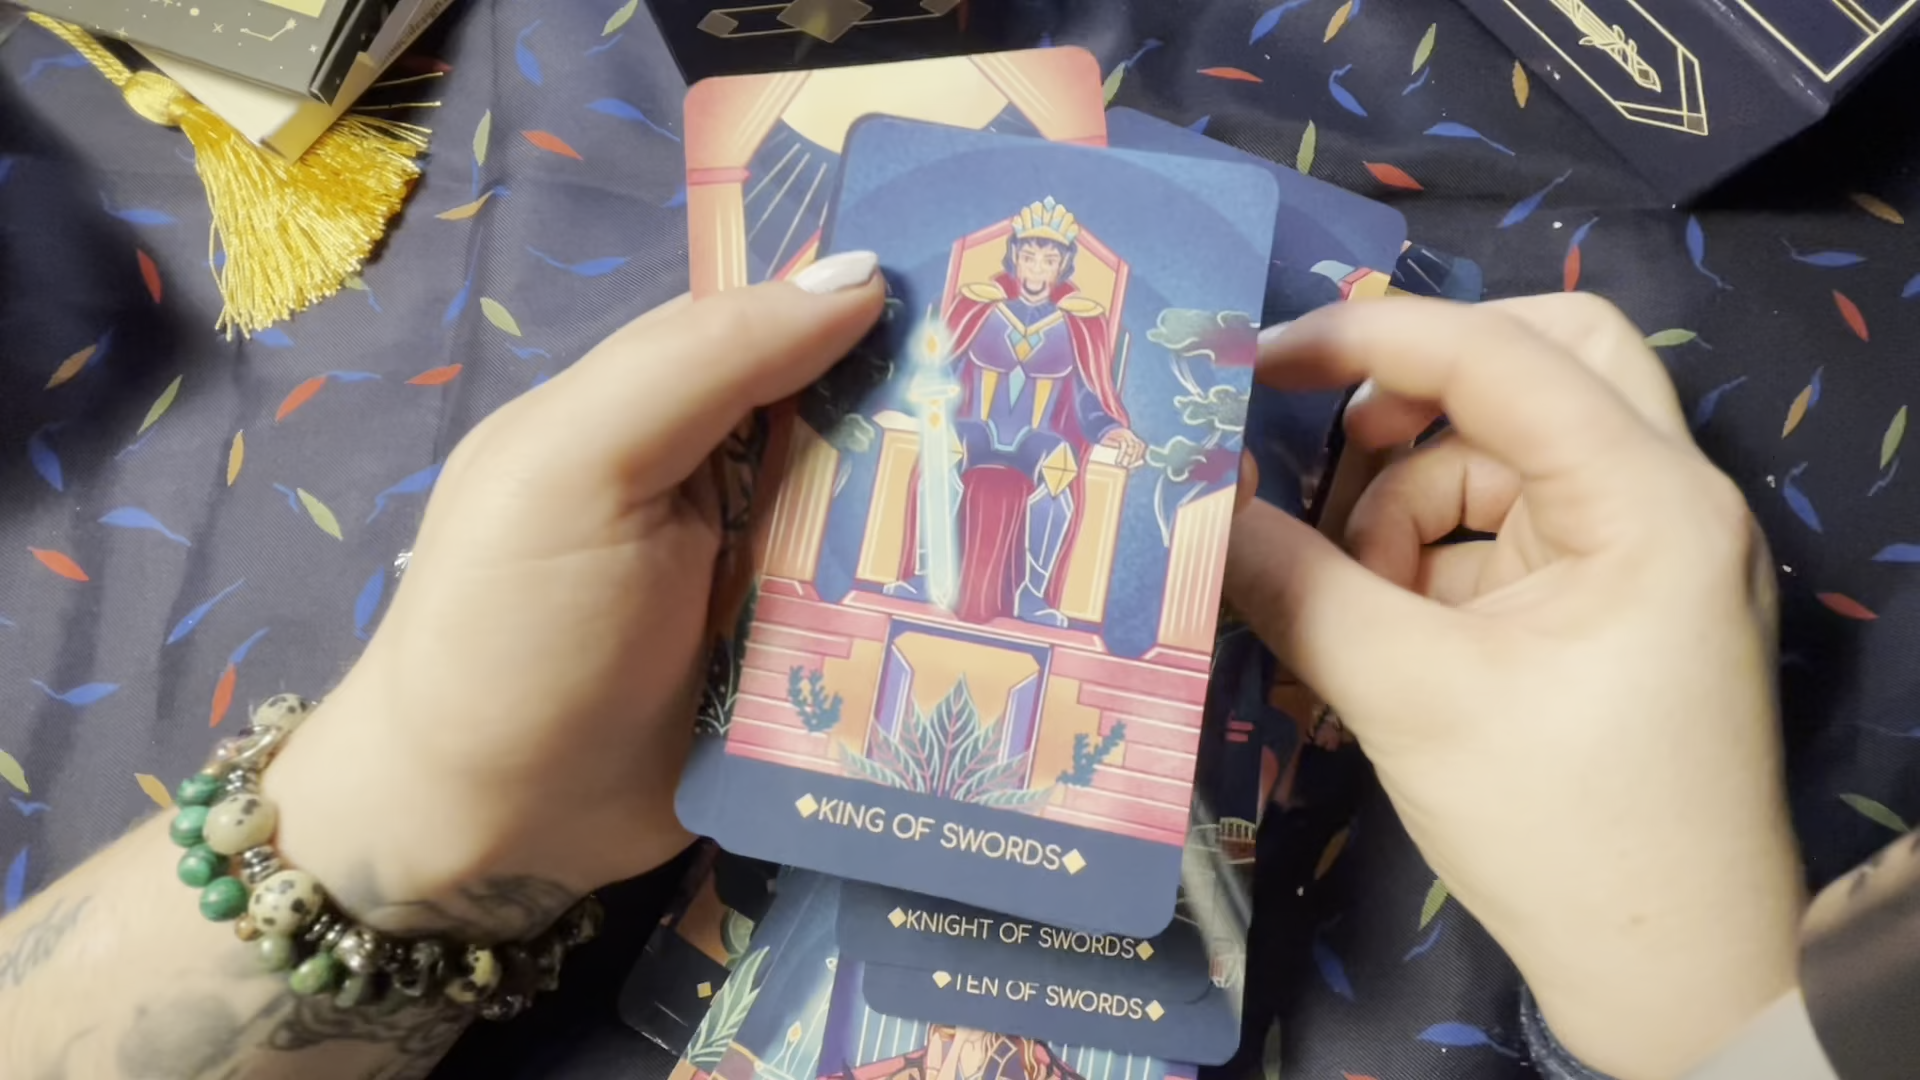 ◆KING OF SWORDS◆
◆KNIGHT OF SWORDS◆
◆TEN OF SWORDS◆